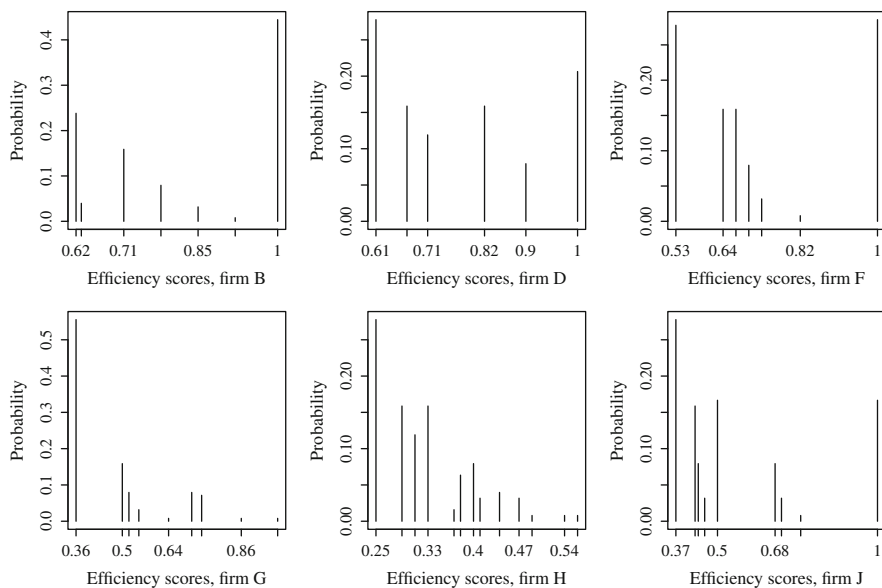 Probability
0.0 0.1 0.2 0.3 0.4
0.62 0.71 0.85 1
Efficiency scores, firm B
Probability
0.00 0.10 0.20
0.61 0.71 0.82 0.9 1
Efficiency scores, firm D
Probability
0.00 0.10 0.20
0.53 0.64 0.82 1
Efficiency scores, firm F
Probability
0.0 0.1 0.2 0.3 0.4 0.5
0.36 0.5 0.64 0.86
Efficiency scores, firm G
Probability
0.00 0.10 0.20
0.25 0.33 0.4 0.47 0.54
Efficiency scores, firm H
Probability
0.00 0.10 0.20
0.37 0.5 0.68 1
Efficiency scores, firm J